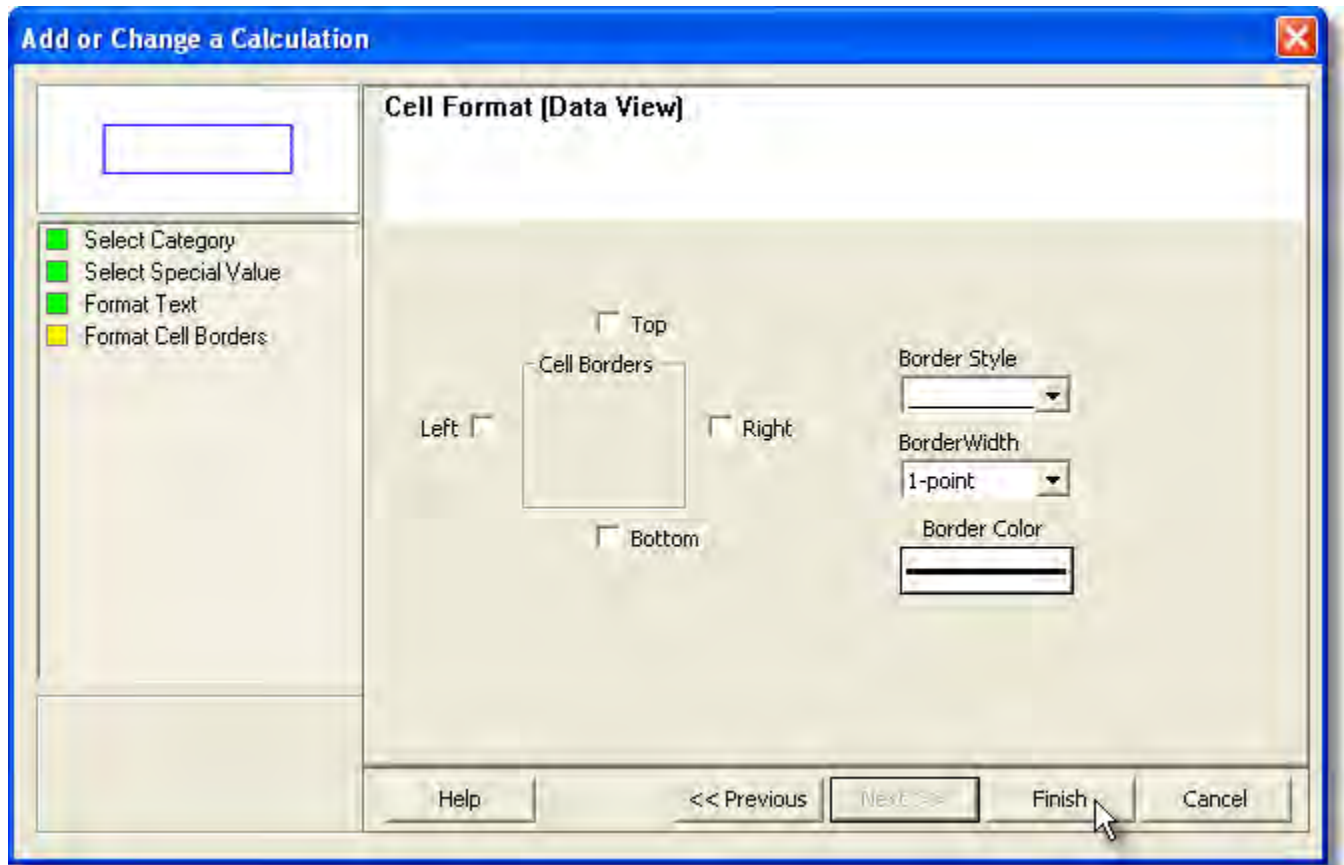 Add or Change a Calculation
Cell Format (Data View)
Select Category
Select Special Value
Format Text
Format Cell Borders
Top
Cell Borders
Left
Right
Bottom
Border Style
BorderWidth
1-point
Border Color
Help
<< Previous
Next >>
Finish
Cancel